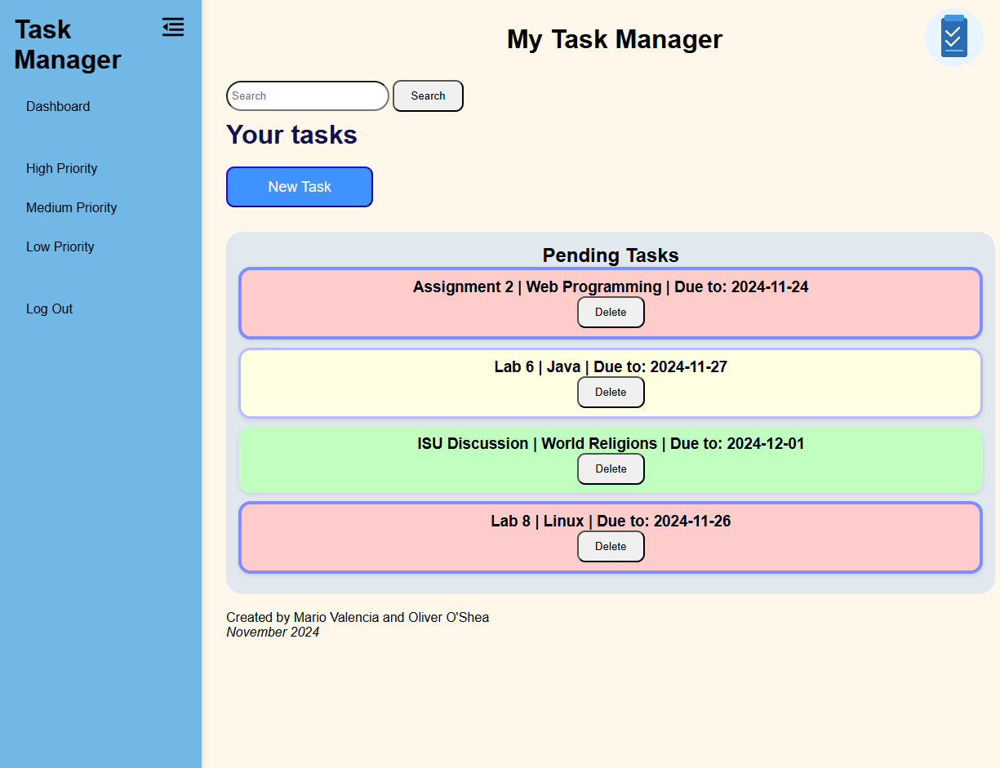 Task
Manager
Dashboard
High Priority
Medium Priority
Low Priority
Log Out
My Task Manager
Search
Search
Your tasks
New Task
Pending Tasks
Assignment 2 | Web Programming | Due to: 2024-11-24
Delete
Lab 6 | Java | Due to: 2024-11-27
Delete
ISU Discussion | World Religions | Due to: 2024-12-01
Delete
Lab 8 | Linux | Due to: 2024-11-26
Delete
Created by Mario Valencia and Oliver O'Shea
November 2024